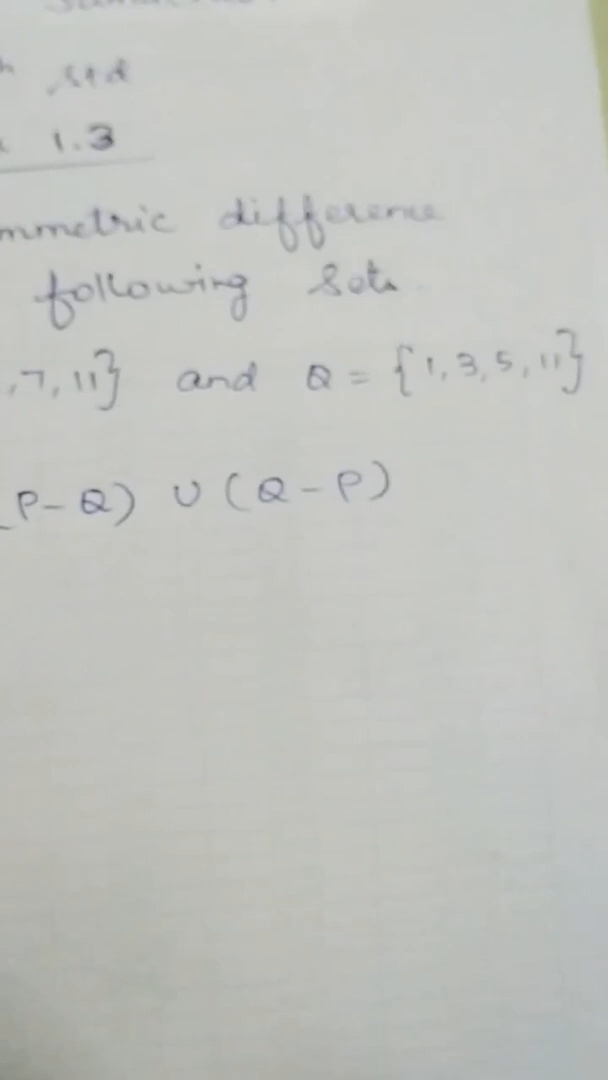 std
1.3
mmetric difference
following sets
,7,11} and Q = {1,3,5,11}
(P-Q) ∪ (Q-P)